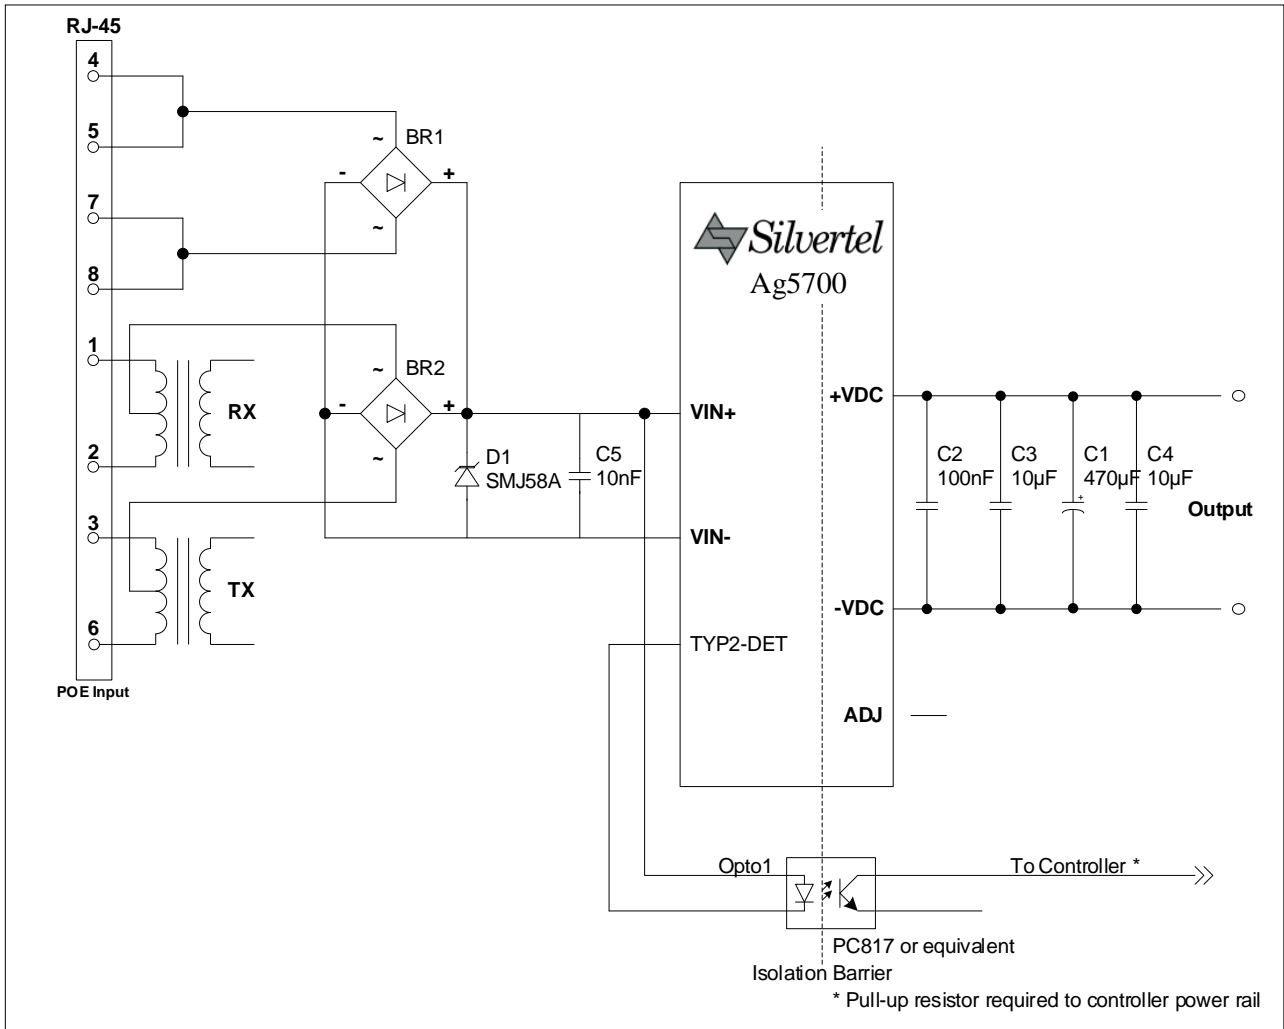 RJ-45
4
5
7
8
1
2
3
6
POE Input
~
BR1
-
+
~
~
BR2
-
+
~
RX
TX
D1
SMJ58A
C5
10nF
Silvertel
Ag5700
VIN+
VIN-
TYP2-DET
+VDC
-VDC
ADJ
C2
100nF
C3
10µF
C1
470µF
+
C4
10µF
Output
Opto1
To Controller *
PC817 or equivalent
Isolation Barrier
* Pull-up resistor required to controller power rail